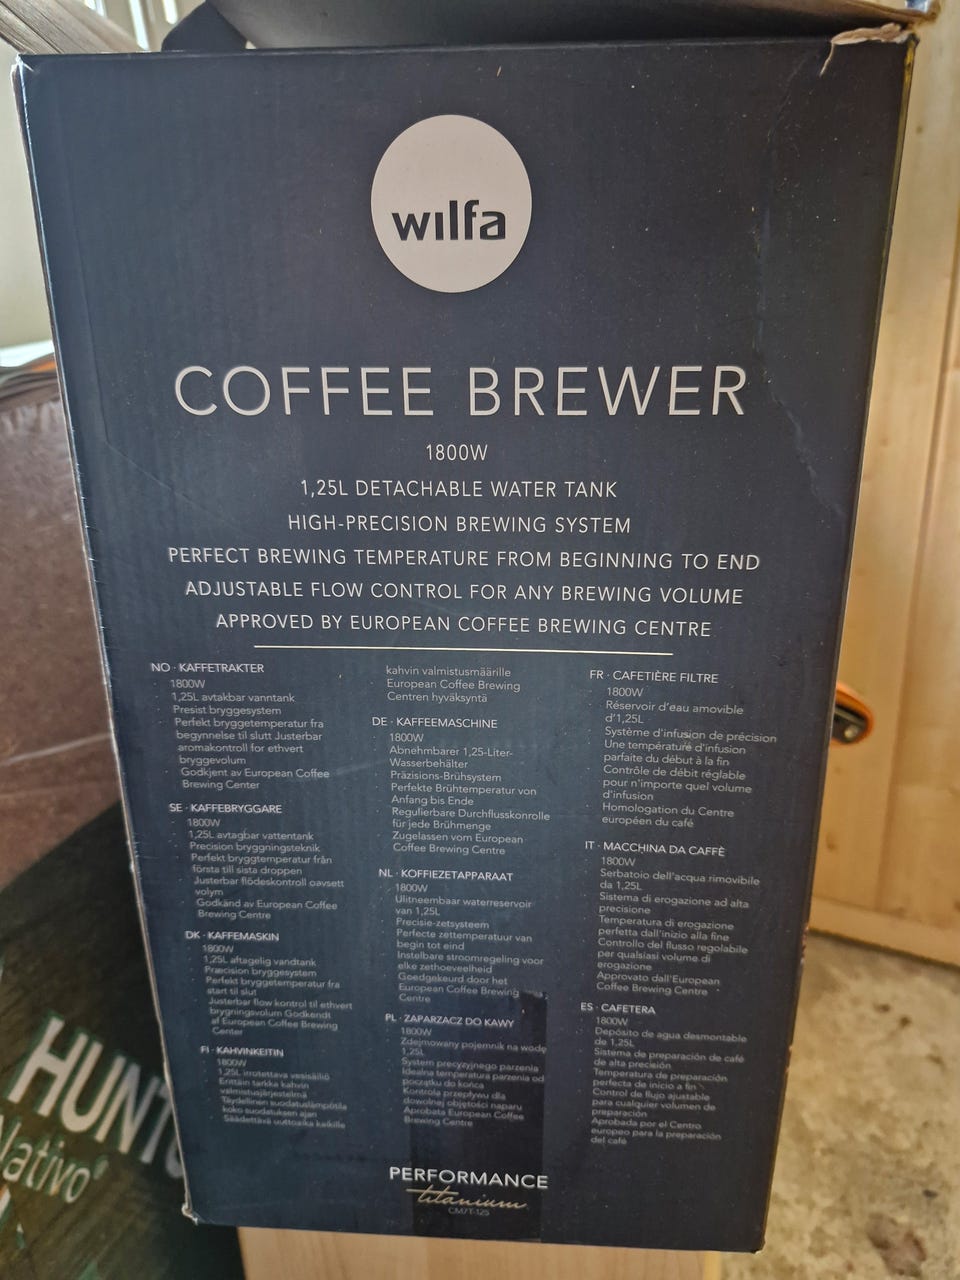 wilfa
COFFEE BREWER
1800W
1,25L DETACHABLE WATER TANK
HIGH-PRECISION BREWING SYSTEM
PERFECT BREWING TEMPERATURE FROM BEGINNING TO END
ADJUSTABLE FLOW CONTROL FOR ANY BREWING VOLUME
APPROVED BY EUROPEAN COFFEE BREWING CENTRE
NO · KAFFETRAKTER
· 1800W
· 1,25L avtakbar vanntank
· Presist bryggesystem
· Perfekt bryggetemperatur fra
begynnelse til slutt Justerbar
aromakontroll for ethvert
bryggevolum
· Godkjent av European Coffee
Brewing Center
SE · KAFFEBRYGGARE
· 1800W
· 1,25L avtagbar vattentank
· Precision bryggningsteknik
· Perfekt bryggtemperatur från
första till sista droppen
· Justerbar flödeskontroll oavsett
volym
· Godkänd av European Coffee
Brewing Centre
DK · KAFFEMASKIN
· 1800W
· 1,25L aftagelig vandtank
· Præcision bryggesystem
· Perfekt bryggetemperatur fra
start til slut
· Justerbar flow kontrol til ethvert
brygningsvolum Godkendt
af European Coffee Brewing
Center
FI · KAHVINKEITIN
· 1800W
· 1,25L irrotettava vesisäiliö
· Erittäin tarkka kahvin
valmistusjärjestelmä
· Täydellinen suodatuslämpötila
koko suodatuksen ajan
· Säädettävä uuttoaika kaikille
kahvin valmistusmäärille
· European Coffee Brewing
Centren hyväksyntä
DE · KAFFEEMASCHINE
· 1800W
· Abnehmbarer 1,25-Liter-
Wasserbehälter
· Präzisions-Brühsystem
· Perfekte Brühtemperatur von
Anfang bis Ende
· Regulierbare Durchflusskonrolle
für jede Brühmenge
· Zugelassen vom European
Coffee Brewing Centre
NL · KOFFIEZETAPPARAAT
· 1800W
· Uitneembaar waterreservoir
van 1,25L
· Precisie-zetsysteem
· Perfecte zettemperatuur van
begin tot eind
· Instelbare stroomregeling voor
elke zethoeveelheid
· Goedgekeurd door het
European Coffee Brewing
Centre
PL · ZAPARZACZ DO KAWY
· 1800W
· Zdejmowany pojemnik na wodę
1,25L
· System precyzyjnego parzenia
· Idealna temperatura parzenia od
początku do końca
· Kontrola przepływu dla
dowolnej objętości naparu
· Aprobata European Coffee
Brewing Centre
FR · CAFETIÈRE FILTRE
· 1800W
· Réservoir d'eau amovible
d'1,25L
· Système d'infusion de précision
· Une température d'infusion
parfaite du début à la fin
· Contrôle de débit réglable
pour n'importe quel volume
d'infusion
· Homologation du Centre
européen du café
IT · MACCHINA DA CAFFÈ
· 1800W
· Serbatoio dell'acqua rimovibile
da 1,25L
· Sistema di erogazione ad alta
precisione
· Temperatura di erogazione
perfetta dall'inizio alla fine
· Controllo del flusso regolabile
per qualsiasi volume di
erogazione
· Approvato dall'European
Coffee Brewing Centre
ES · CAFETERA
· 1800W
· Depósito de agua desmontable
de 1,25L
· Sistema de preparación de café
de alta precisión
· Temperatura de preparación
perfecta de inicio a fin
· Control de flujo ajustable
para cualquier volumen de
preparación
· Aprobada por el Centro
europeo para la preparación
del café
PERFORMANCE
titanium
CM7T-125
HUNT
Nativo®